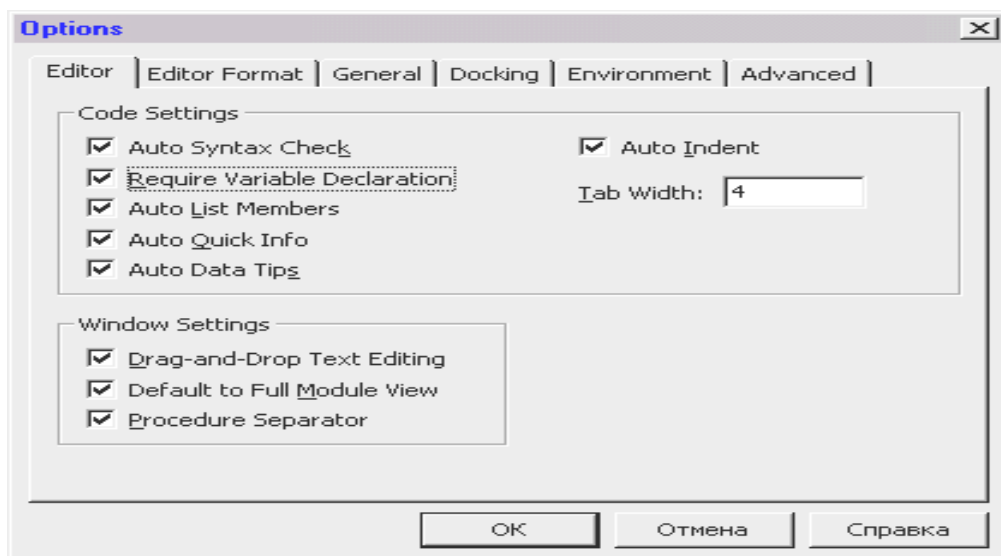 Options
Editor Editor Format General Docking Environment Advanced
Code Settings
Auto Syntax Check Auto Indent
Require Variable Declaration Tab Width: 4
Auto List Members
Auto Quick Info
Auto Data Tips
Window Settings
Drag-and-Drop Text Editing
Default to Full Module View
Procedure Separator
OK Отмена Справка